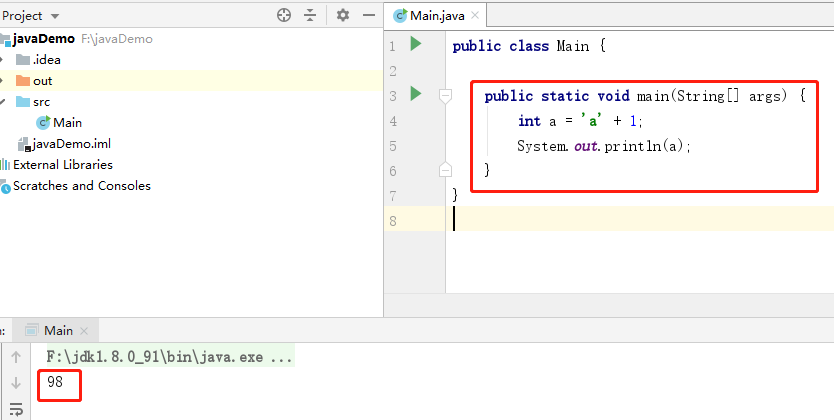 Project
javaDemo F:\javaDemo
.idea
out
src
Main
javaDemo.iml
External Libraries
Scratches and Consoles
Main.java
1 public class Main {
2
3 public static void main(String[] args) {
4 int a = 'a' + 1;
5 System.out.println(a);
6 }
7 }
8
: Main
F:\jdk1.8.0_91\bin\java.exe ...
98